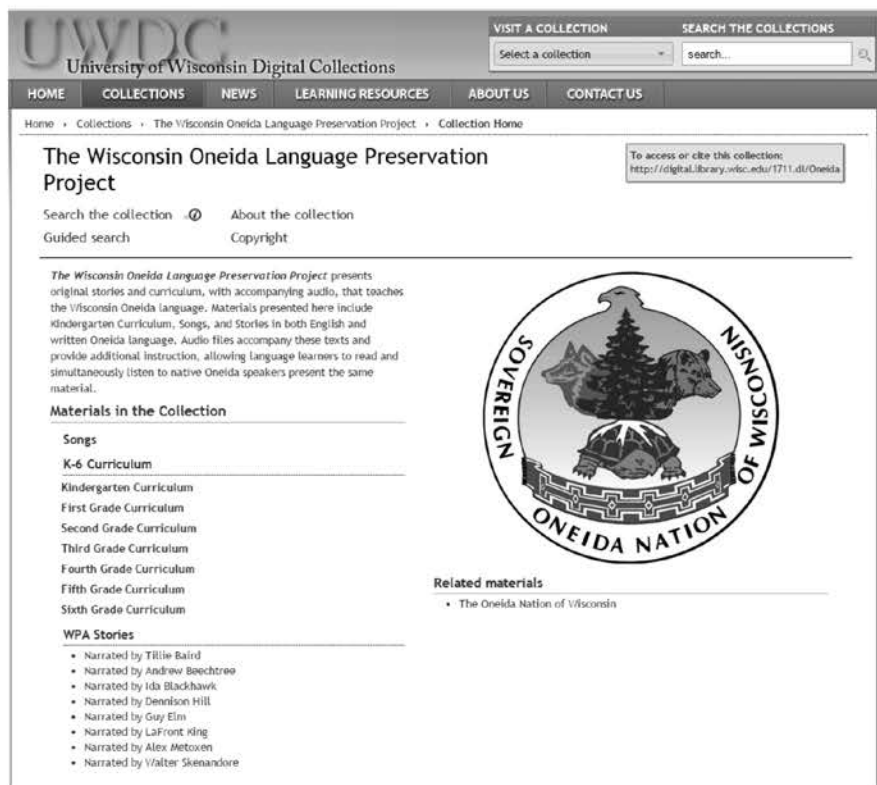 UWDC
University of Wisconsin Digital Collections
VISIT A COLLECTION
SEARCH THE COLLECTIONS
Select a collection
search...
HOME
COLLECTIONS
NEWS
LEARNING RESOURCES
ABOUT US
CONTACT US
Home › Collections › The Wisconsin Oneida Language Preservation Project › Collection Home
The Wisconsin Oneida Language Preservation
Project
To access or cite this collection:
http://digital.library.wisc.edu/1711.dl/Oneida
Search the collection
About the collection
Guided search
Copyright
The Wisconsin Oneida Language Preservation Project presents
original stories and curriculum, with accompanying audio, that teaches
the Wisconsin Oneida language. Materials presented here include
Kindergarten Curriculum, Songs, and Stories in both English and
written Oneida language. Audio files accompany these texts and
provide additional instruction, allowing language learners to read and
simultaneously listen to native Oneida speakers present the same
material.
Materials in the Collection
Songs
K-6 Curriculum
Kindergarten Curriculum
First Grade Curriculum
Second Grade Curriculum
Third Grade Curriculum
Fourth Grade Curriculum
Fifth Grade Curriculum
Sixth Grade Curriculum
WPA Stories
• Narrated by Tillie Baird
• Narrated by Andrew Beechtree
• Narrated by Ida Blackhawk
• Narrated by Dennison Hill
• Narrated by Guy Elm
• Narrated by LaFront King
• Narrated by Alex Metoxen
• Narrated by Walter Skenandore
SOVEREIGN
ONEIDA NATION
OF WISCONSIN
Related materials
• The Oneida Nation of Wisconsin